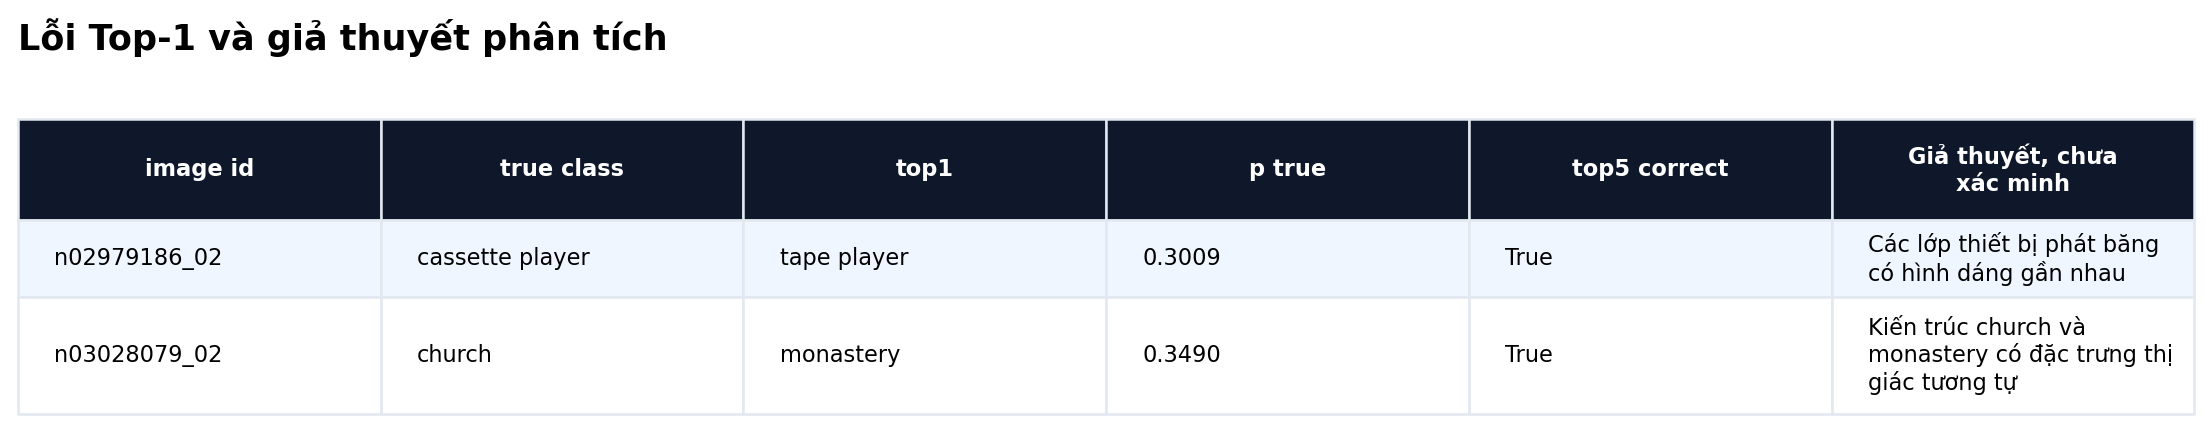 Lỗi Top-1 và giả thuyết phân tích
image id true class top1 p true top5 correct Giả thuyết, chưa
xác minh
n02979186_02 cassette player tape player 0.3009 True Các lớp thiết bị phát băng
có hình dáng gần nhau
n03028079_02 church monastery 0.3490 True Kiến trúc church và
monastery có đặc trưng thị
giác tương tự